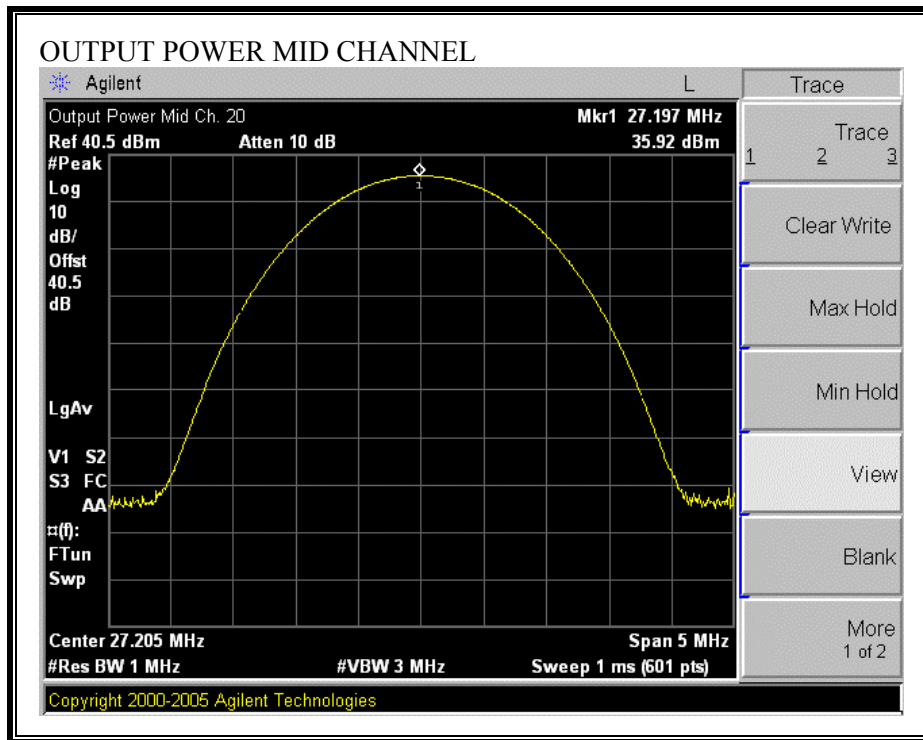 OUTPUT POWER MID CHANNEL
Agilent
L
Trace
Output Power Mid Ch. 20
Mkr1 27.197 MHz
Ref 40.5 dBm
Atten 10 dB
35.92 dBm
#Peak
Log
10
dB/
Offst
40.5
dB
LgAv
V1 S2
S3 FC
AA
¤(f):
FTun
Swp
1
Center 27.205 MHz
Span 5 MHz
#Res BW 1 MHz
#VBW 3 MHz
Sweep 1 ms (601 pts)
Copyright 2000-2005 Agilent Technologies
Trace
1 2 3
Clear Write
Max Hold
Min Hold
View
Blank
More
1 of 2